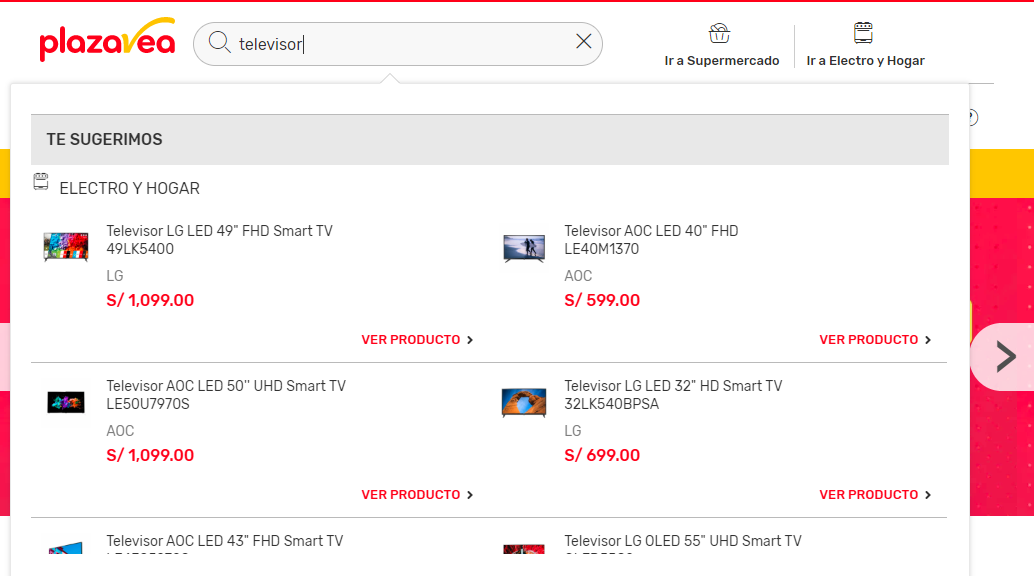 plazavea
televisor
Ir a Supermercado
Ir a Electro y Hogar
?
TE SUGERIMOS
ELECTRO Y HOGAR
Televisor LG LED 49" FHD Smart TV
49LK5400
LG
S/ 1,099.00
VER PRODUCTO
Televisor AOC LED 40" FHD
LE40M1370
AOC
S/ 599.00
VER PRODUCTO
Televisor AOC LED 50'' UHD Smart TV
LE50U7970S
AOC
S/ 1,099.00
VER PRODUCTO
Televisor LG LED 32" HD Smart TV
32LK540BPSA
LG
S/ 699.00
VER PRODUCTO
Televisor AOC LED 43" FHD Smart TV
Televisor LG OLED 55" UHD Smart TV